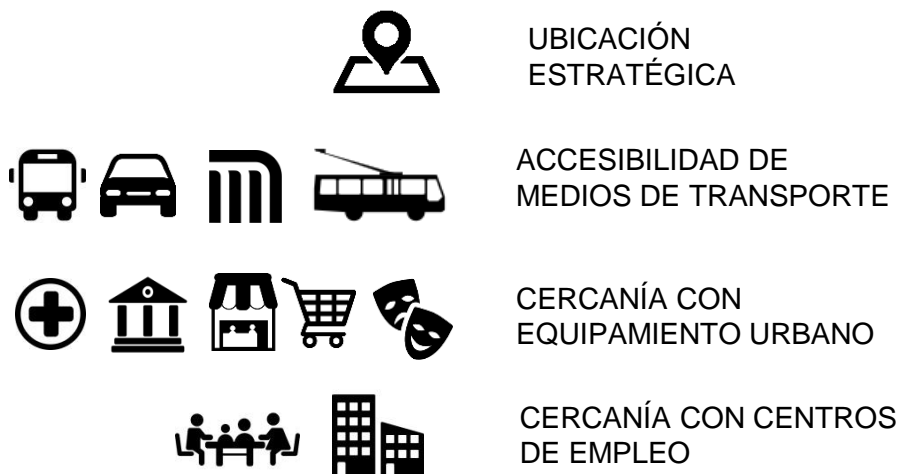 UBICACIÓN
ESTRATÉGICA
ACCESIBILIDAD DE
MEDIOS DE TRANSPORTE
CERCANÍA CON
EQUIPAMIENTO URBANO
CERCANÍA CON CENTROS
DE EMPLEO